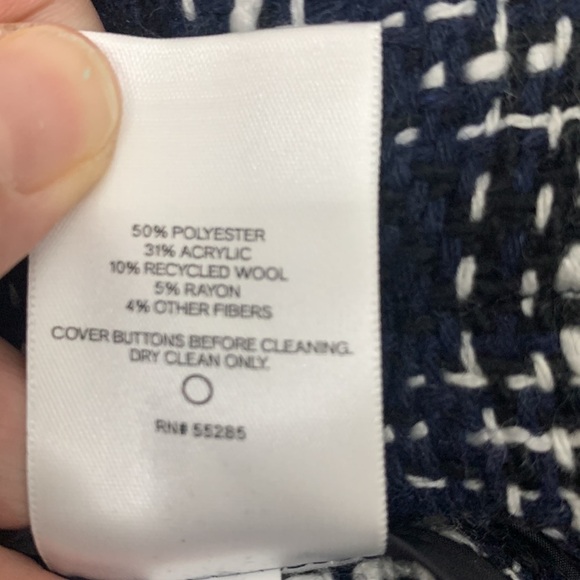 50% POLYESTER
31% ACRYLIC
10% RECYCLED WOOL
5% RAYON
4% OTHER FIBERS
COVER BUTTONS BEFORE CLEANING.
DRY CLEAN ONLY.
RN# 55285